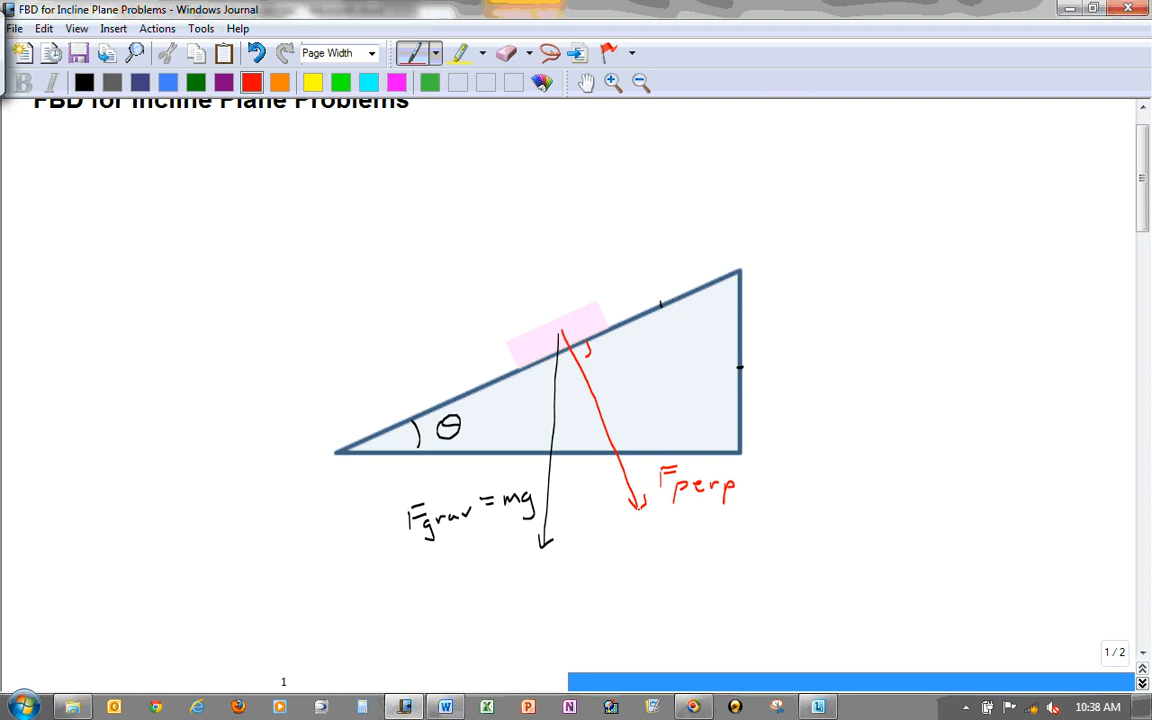 FBD for Incline Plane Problems - Windows Journal
File Edit View Insert Actions Tools Help
Page Width
B I
FBD for Incline Plane Problems
θ
Fgrav = mg
Fperp
1 / 2
1
10:38 AM